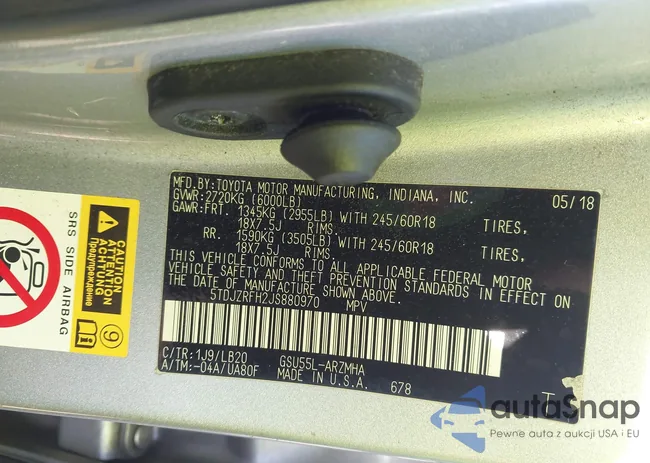 MFD.BY:TOYOTA MOTOR MANUFACTURING, INDIANA, INC. 05/18
GVWR:2720KG (6000LB)
GAWR:FRT. 1345KG (2955LB) WITH 245/60R18 TIRES,
18X7.5J RIMS.
RR. 1590KG (3505LB) WITH 245/60R18 TIRES,
18X7.5J RIMS.
THIS VEHICLE CONFORMS TO ALL APPLICABLE FEDERAL MOTOR
VEHICLE SAFETY AND THEFT PREVENTION STANDARDS IN EFFECT ON
THE DATE OF MANUFACTURE SHOWN ABOVE.
5TDJZRFH2JS880970 MPV
C/TR:1J9/LB20 GSU55L-ARZMHA
A/TM:-04A/UA80F MADE IN U.S.A. 678 T
SRS SIDE AIRBAG
CAUTION
ATTENTION
ACHTUNG
Предупреждение
9
autoSnap
Pewne auta z aukcji USA i EU